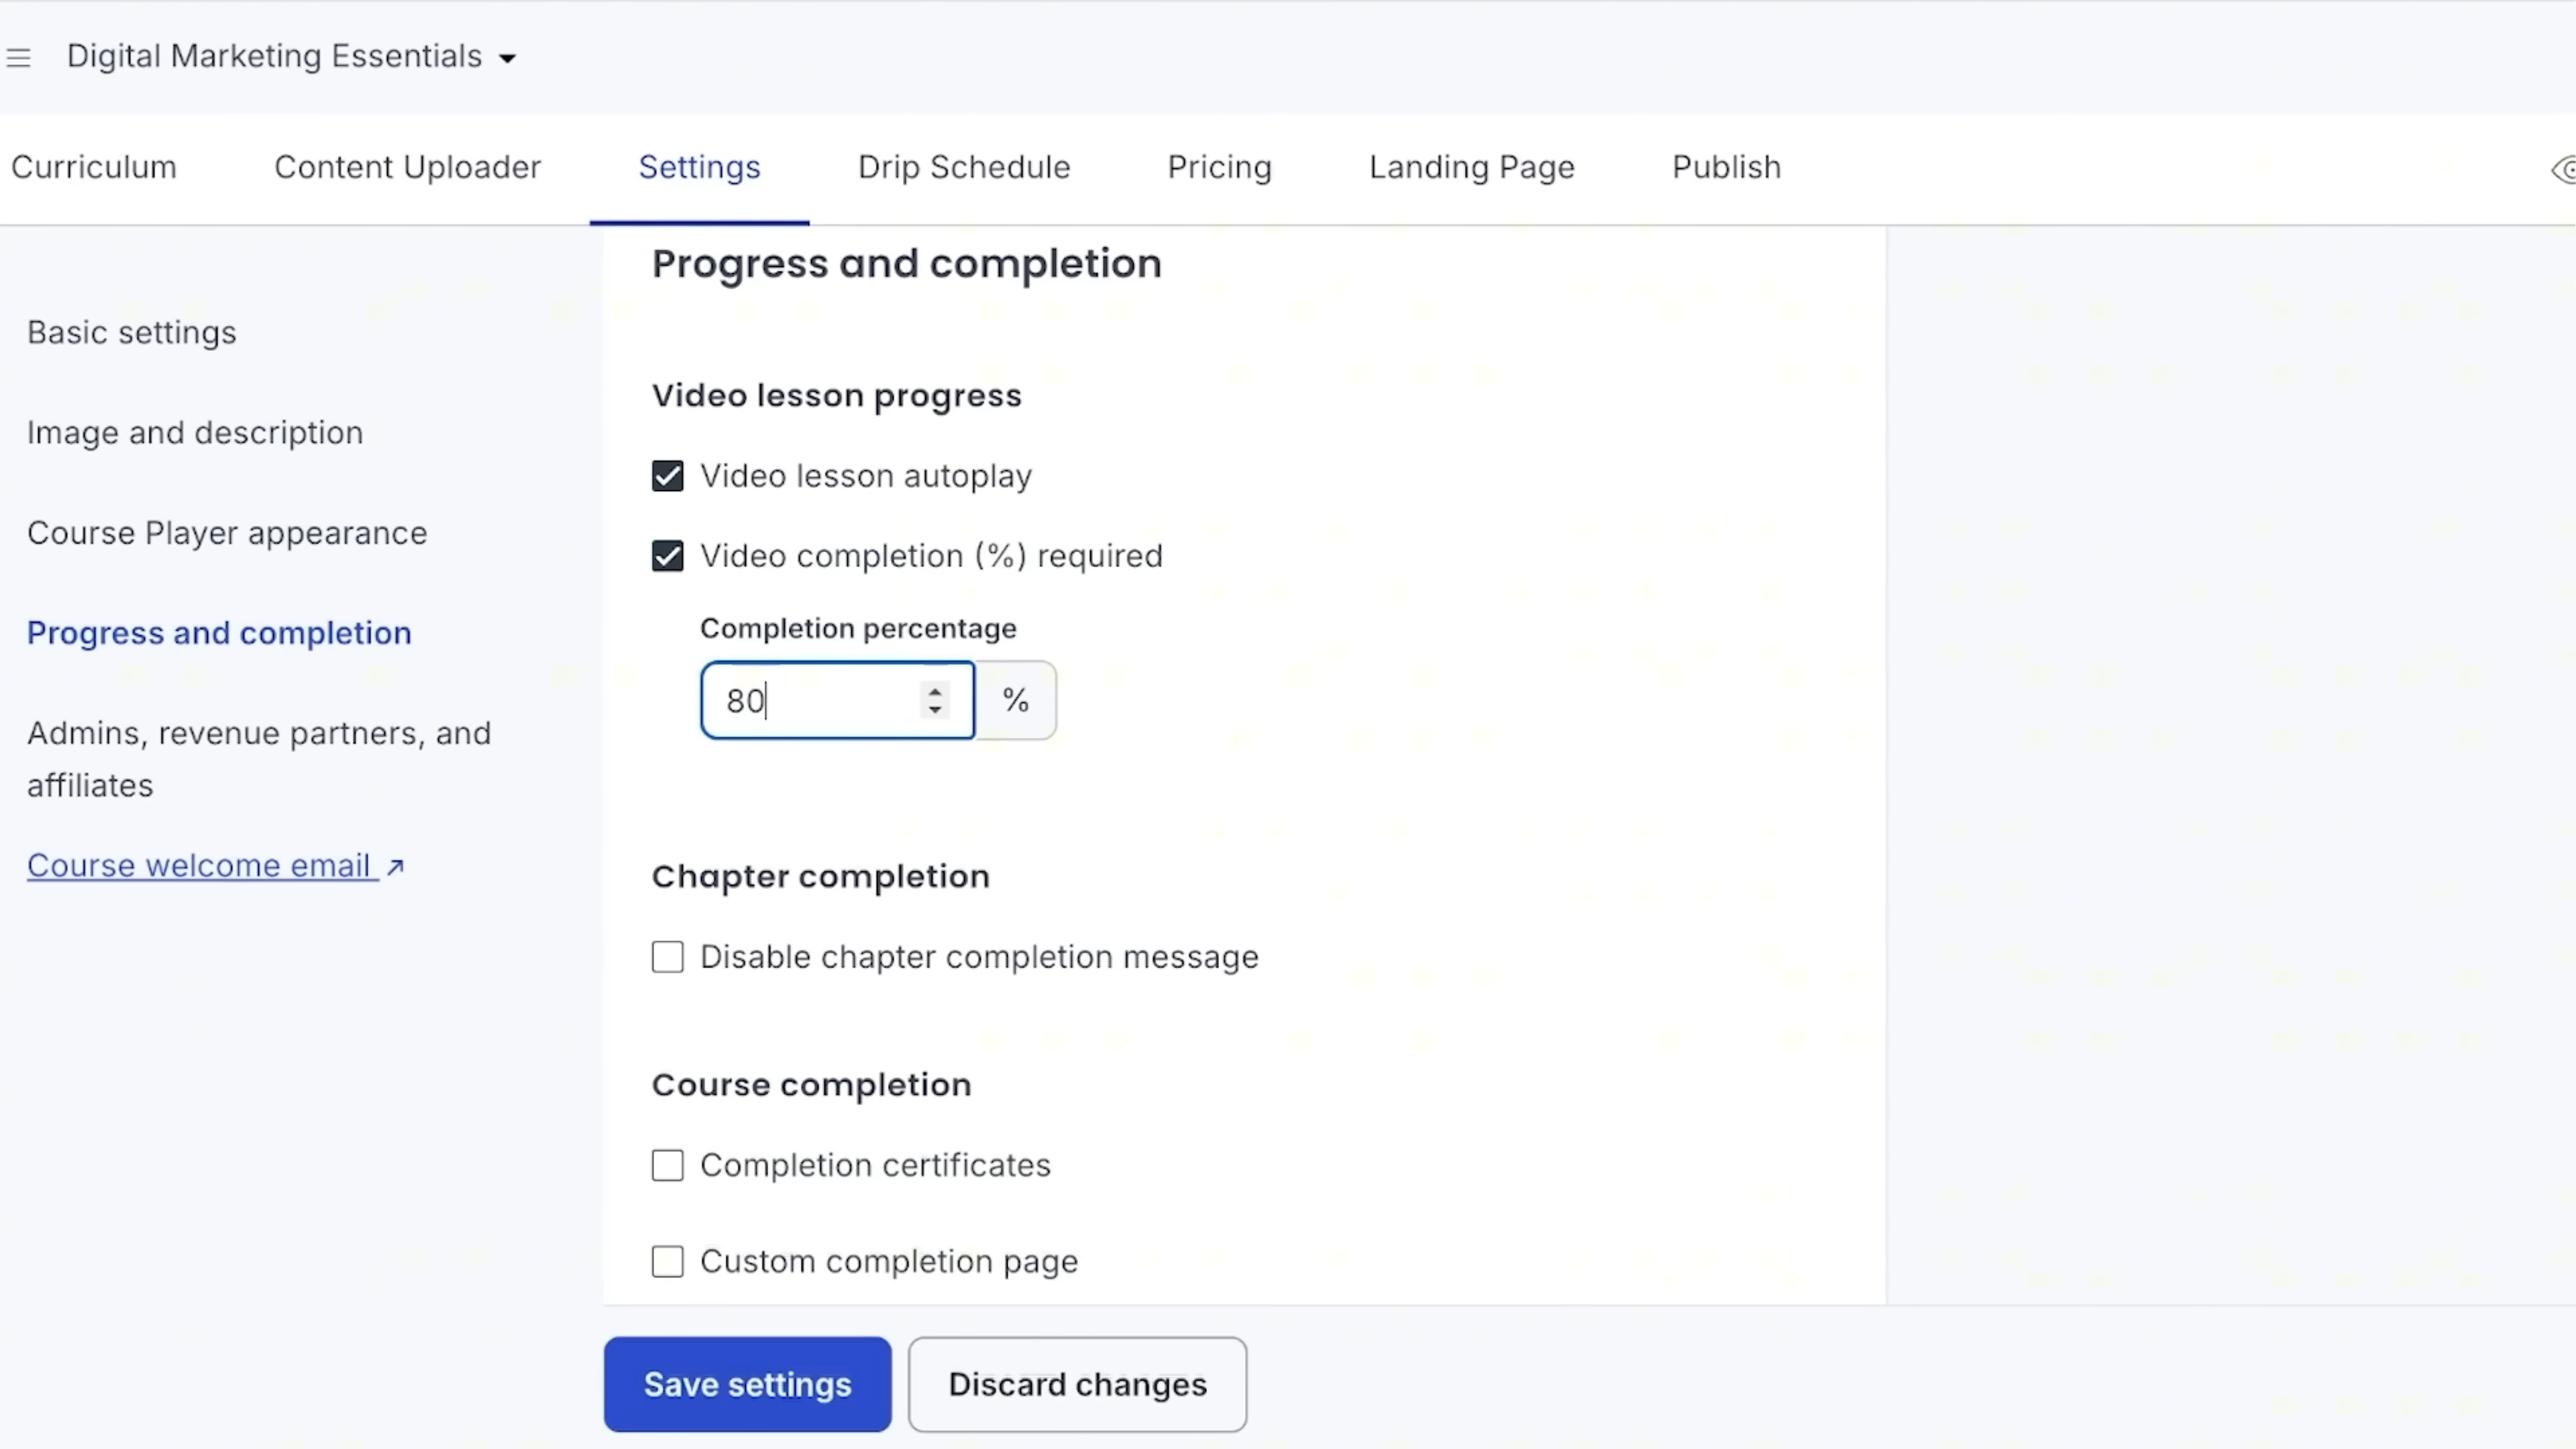 Digital Marketing Essentials
Curriculum
Content Uploader
Settings
Drip Schedule
Pricing
Landing Page
Publish
Basic settings
Image and description
Course Player appearance
Progress and completion
Admins, revenue partners, and
affiliates
Course welcome email
Progress and completion
Video lesson progress
Video lesson autoplay
Video completion (%) required
Completion percentage
80
%
Chapter completion
Disable chapter completion message
Course completion
Completion certificates
Custom completion page
Save settings
Discard changes